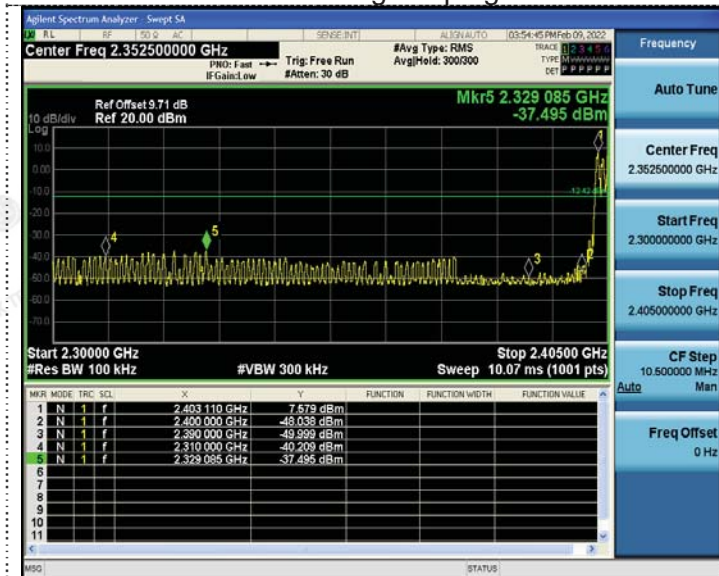 Agilent Spectrum Analyzer - Swept SA
RL RF 50 Ω AC SENSE:INT ALIGN AUTO 03:54:45 PM Feb 09, 2022
Center Freq 2.352500000 GHz
PNO: Fast
IFGain:Low
Trig: Free Run
#Atten: 30 dB
#Avg Type: RMS
Avg|Hold: 300/300
TRACE 1 2 3 4 5 6
TYPE M
DET P P P P P P
Ref Offset 9.71 dB
10 dB/div Ref 20.00 dBm
Log
Mkr5 2.329 085 GHz
-37.495 dBm
10.0
0.00
-10.0
-20.0
-30.0
-40.0
-50.0
-60.0
-70.0
1
2
3
4
5
Start 2.30000 GHz Stop 2.40500 GHz
#Res BW 100 kHz #VBW 300 kHz Sweep 10.07 ms (1001 pts)
MKR MODE TRC SCL X Y FUNCTION FUNCTION WIDTH FUNCTION VALUE
1 N 1 f 2.403 110 GHz 7.579 dBm
2 N 1 f 2.400 000 GHz -48.038 dBm
3 N 1 f 2.390 000 GHz -49.999 dBm
4 N 1 f 2.310 000 GHz -40.209 dBm
5 N 1 f 2.329 085 GHz -37.495 dBm
6
7
8
9
10
11
MSG STATUS
Frequency
Auto Tune
Center Freq
2.352500000 GHz
Start Freq
2.300000000 GHz
Stop Freq
2.405000000 GHz
CF Step
10.500000 MHz
Auto Man
Freq Offset
0 Hz